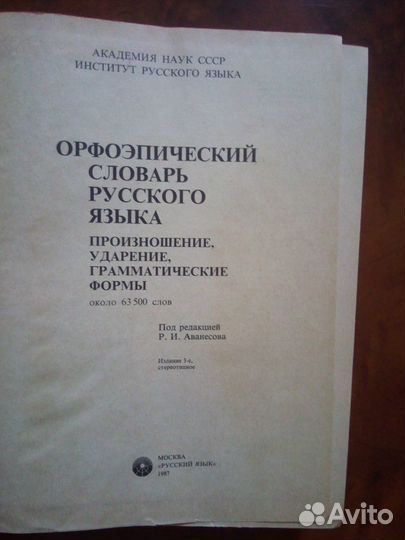 АКАДЕМИЯ НАУК СССР
ИНСТИТУТ РУССКОГО ЯЗЫКА
ОРФОЭПИЧЕСКИЙ
СЛОВАРЬ
РУССКОГО
ЯЗЫКА
ПРОИЗНОШЕНИЕ,
УДАРЕНИЕ,
ГРАММАТИЧЕСКИЕ
ФОРМЫ
около 63 500 слов
Под редакцией
Р. И. Аванесова
Издание 3-е,
стереотипное
МОСКВА
«РУССКИЙ ЯЗЫК»
1987
Avito